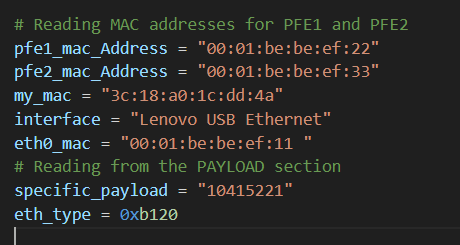 # Reading MAC addresses for PFE1 and PFE2
pfe1_mac_Address = "00:01:be:be:ef:22"
pfe2_mac_Address = "00:01:be:be:ef:33"
my_mac = "3c:18:a0:1c:dd:4a"
interface = "Lenovo USB Ethernet"
eth0_mac = "00:01:be:be:ef:11 "
# Reading from the PAYLOAD section
specific_payload = "10415221"
eth_type = 0xb120